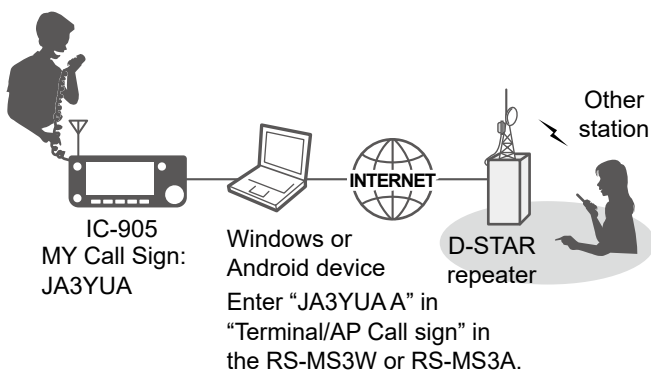 Other
station
INTERNET
IC-905
MY Call Sign:
JA3YUA
Windows or
Android device
Enter “JA3YUA A” in
“Terminal/AP Call sign” in
the RS-MS3W or RS-MS3A.
D-STAR
repeater